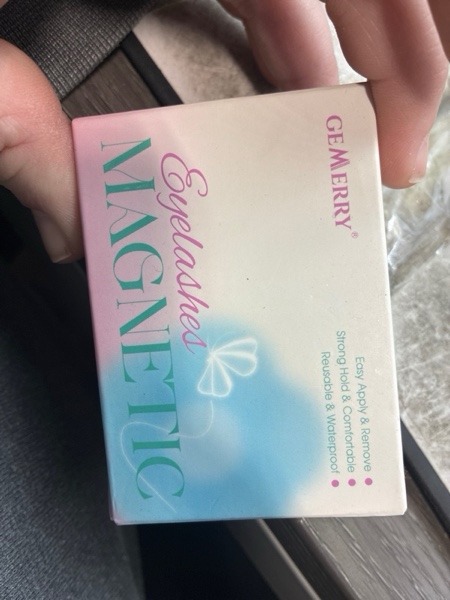 GEMERRY®
Eyelashes
MAGNETIC
Easy Apply & Remove
Strong Hold & Comfortable
Reusable & Waterproof